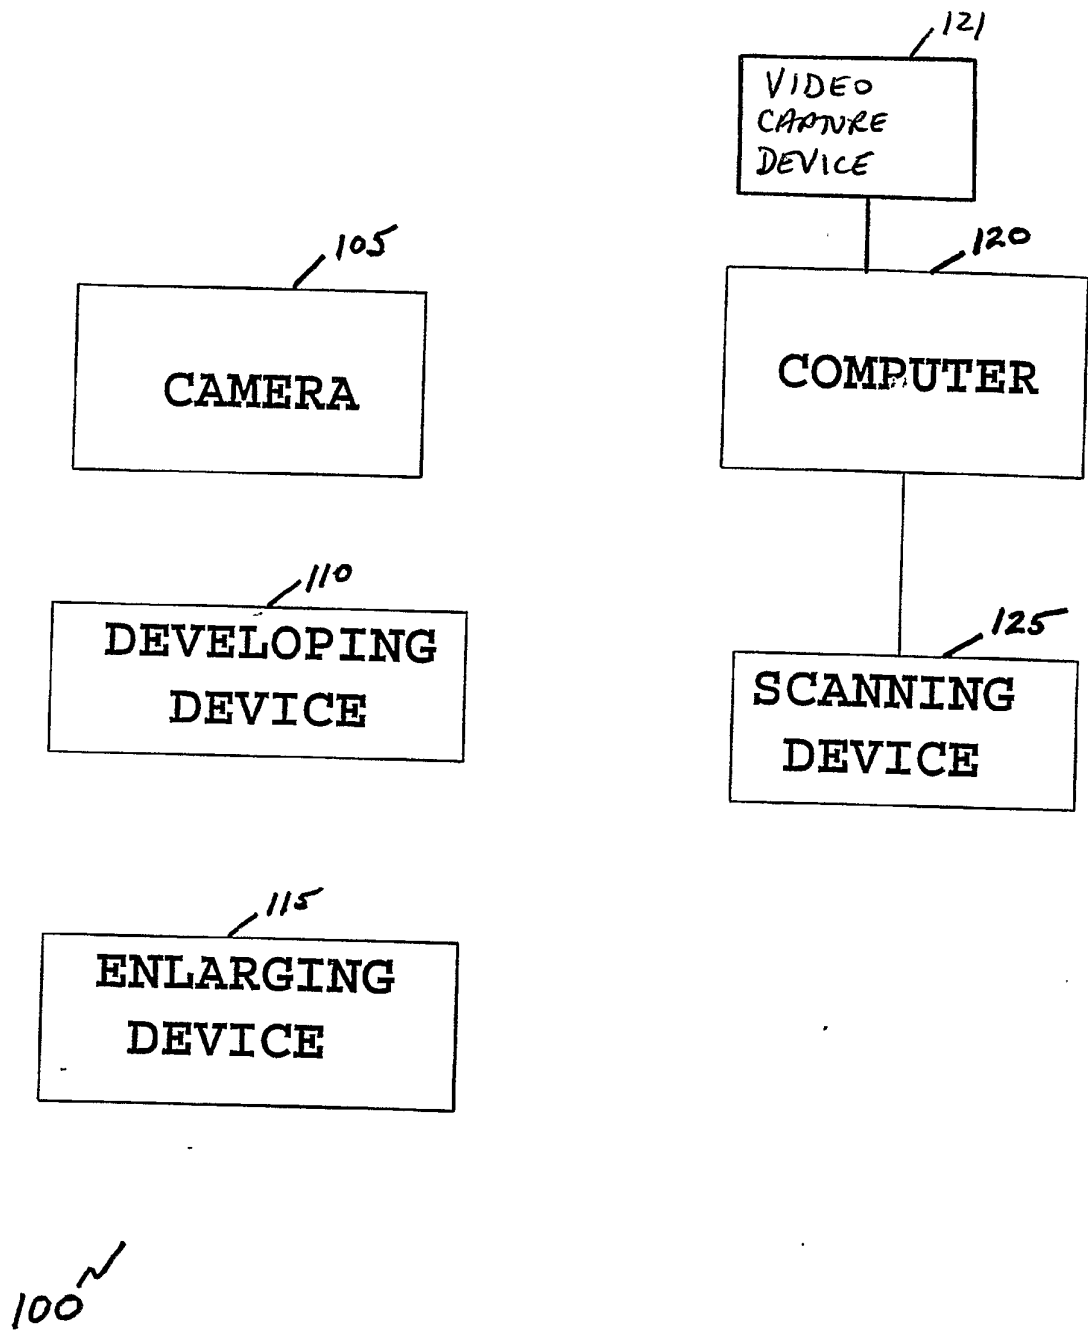 121
VIDEO
CAPTURE
DEVICE
105
120
CAMERA
COMPUTER
110
DEVELOPING
DEVICE
125
SCANNING
DEVICE
115
ENLARGING
DEVICE
100